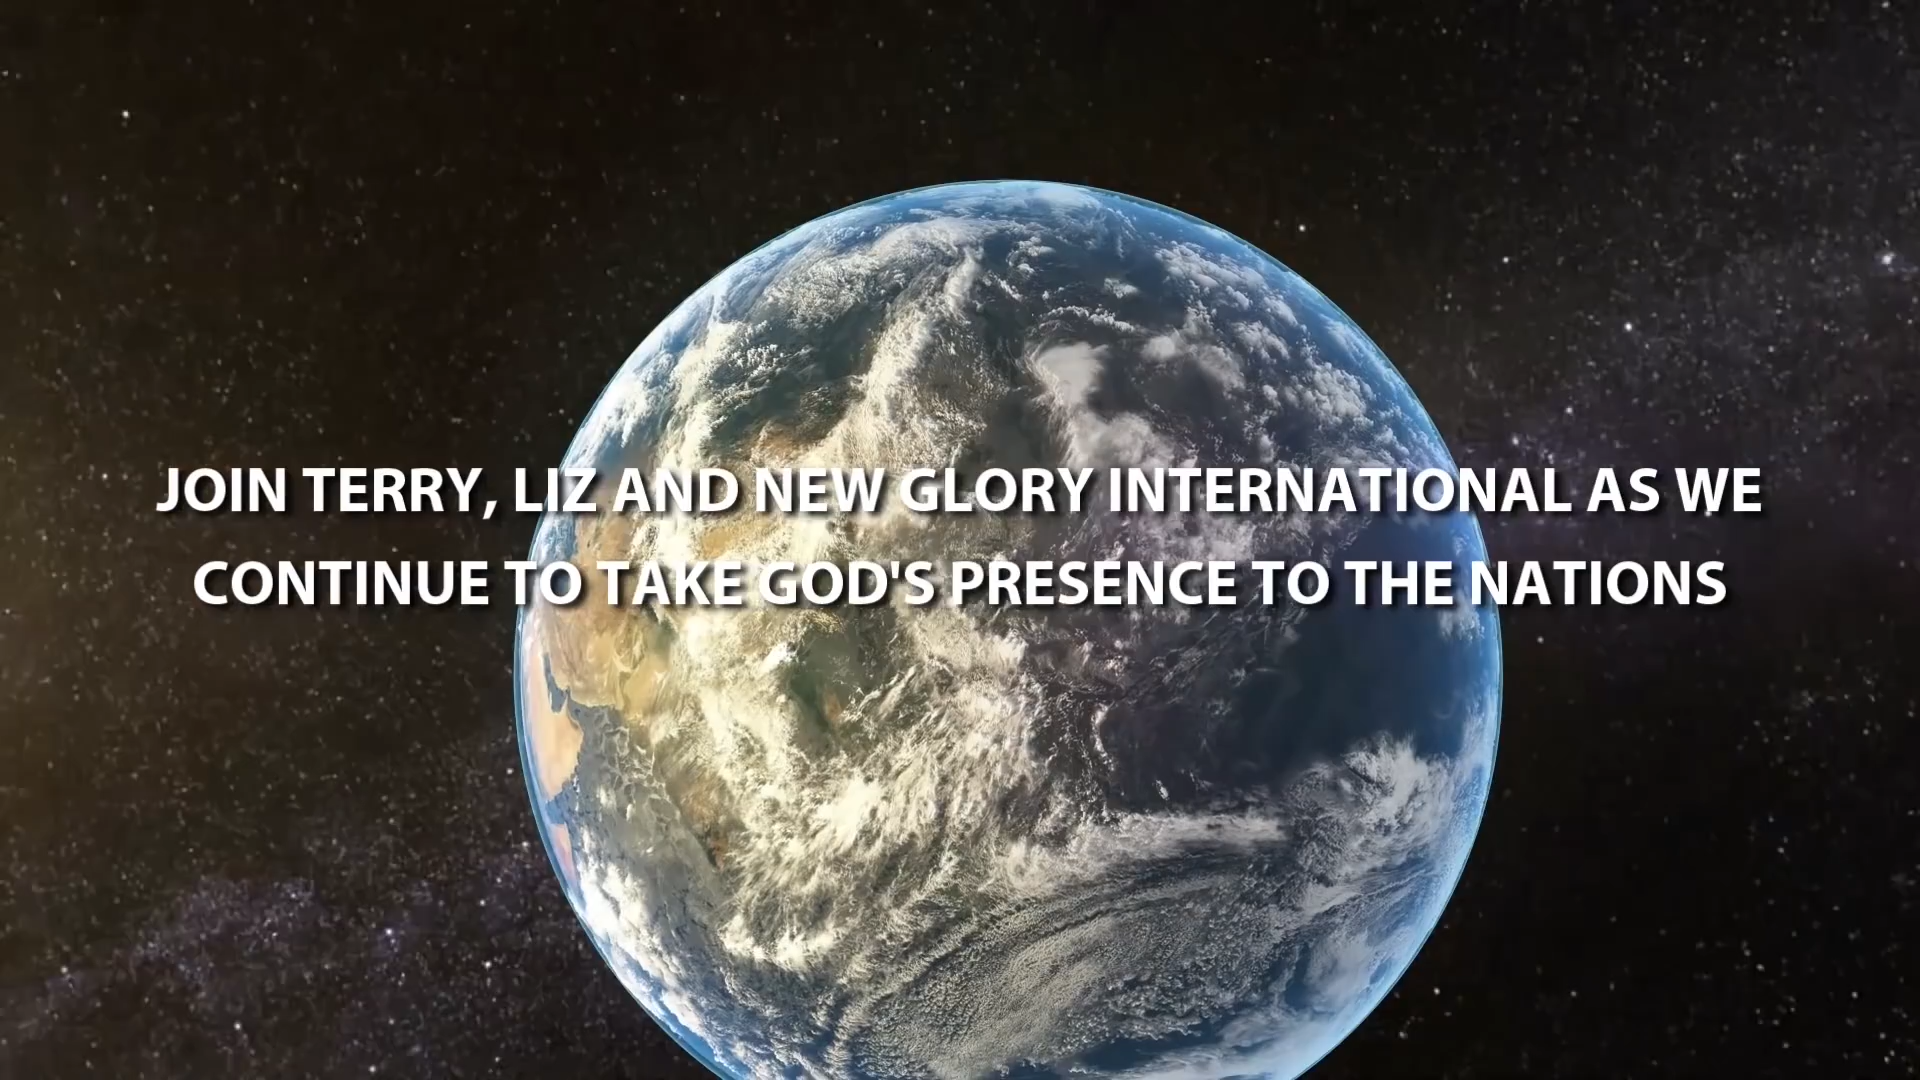 JOIN TERRY, LIZ AND NEW GLORY INTERNATIONAL AS WE
CONTINUE TO TAKE GOD'S PRESENCE TO THE NATIONS